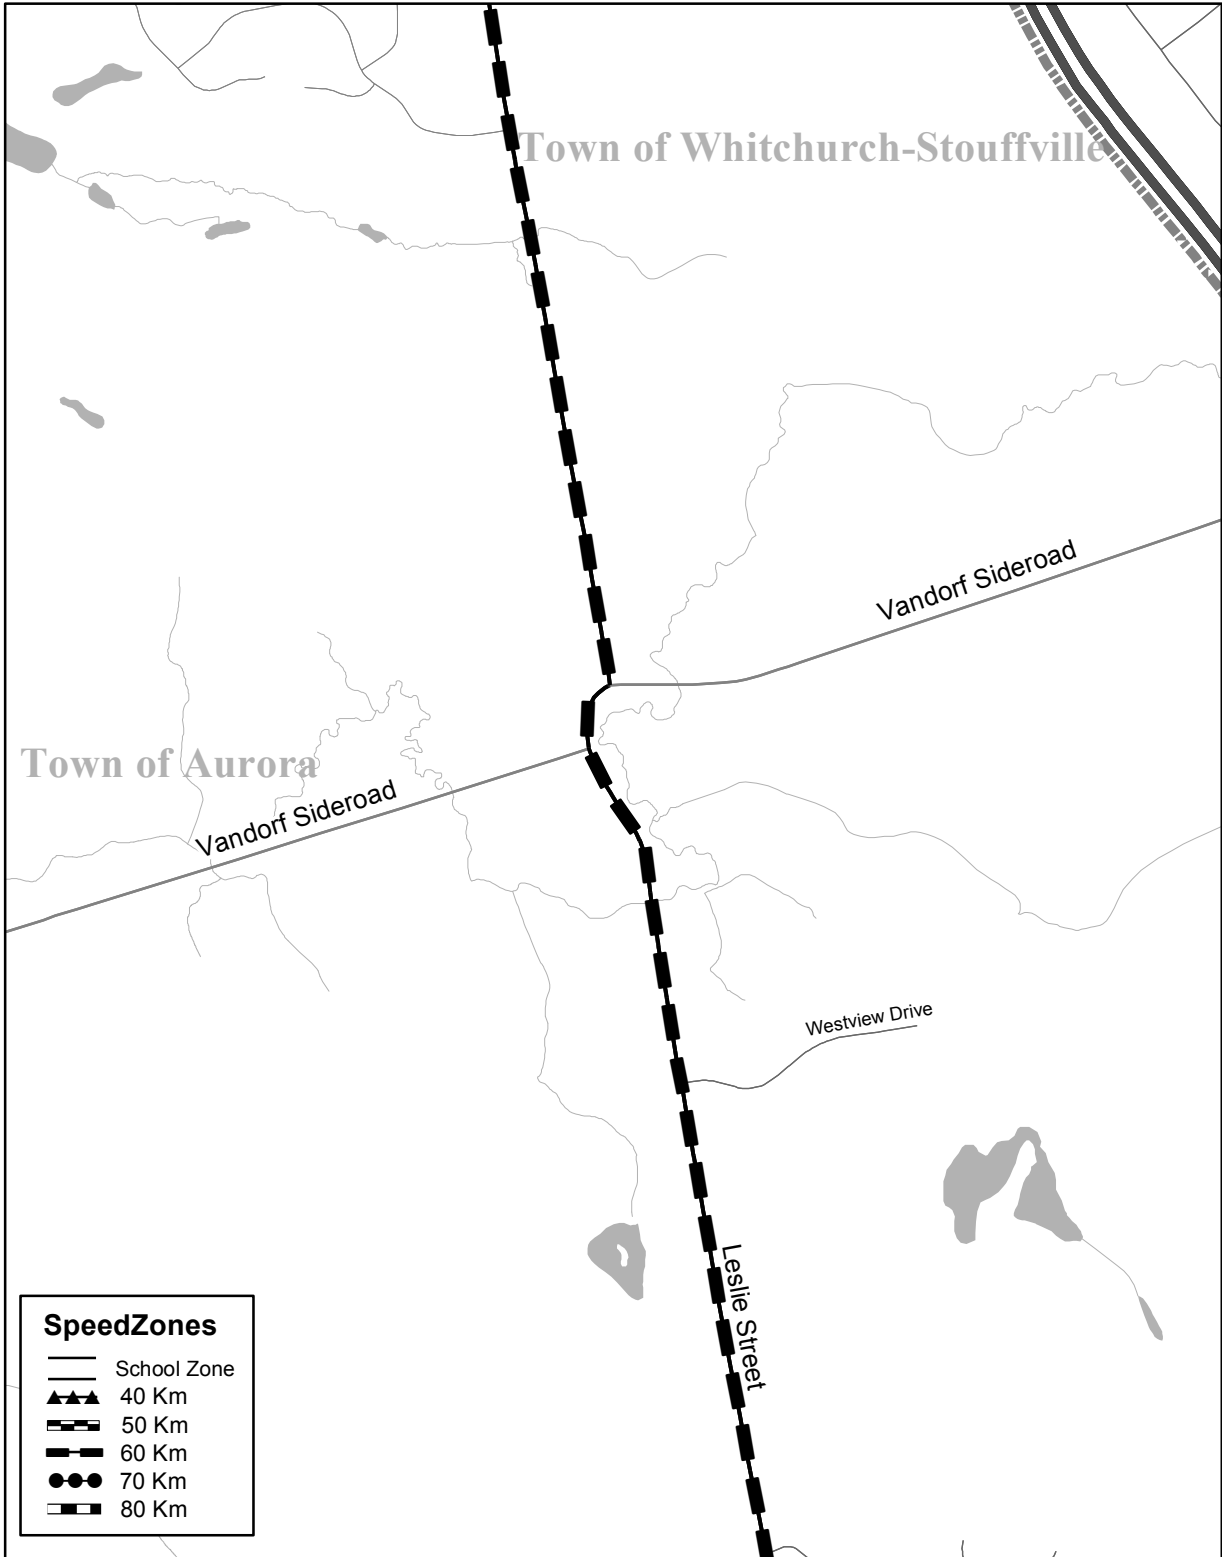 Town of Whitchurch-Stouffville
Vandorf Sideroad
Town of Aurora
Vandorf Sideroad
Westview Drive
Leslie Street
SpeedZones
School Zone
40 Km
50 Km
60 Km
70 Km
80 Km